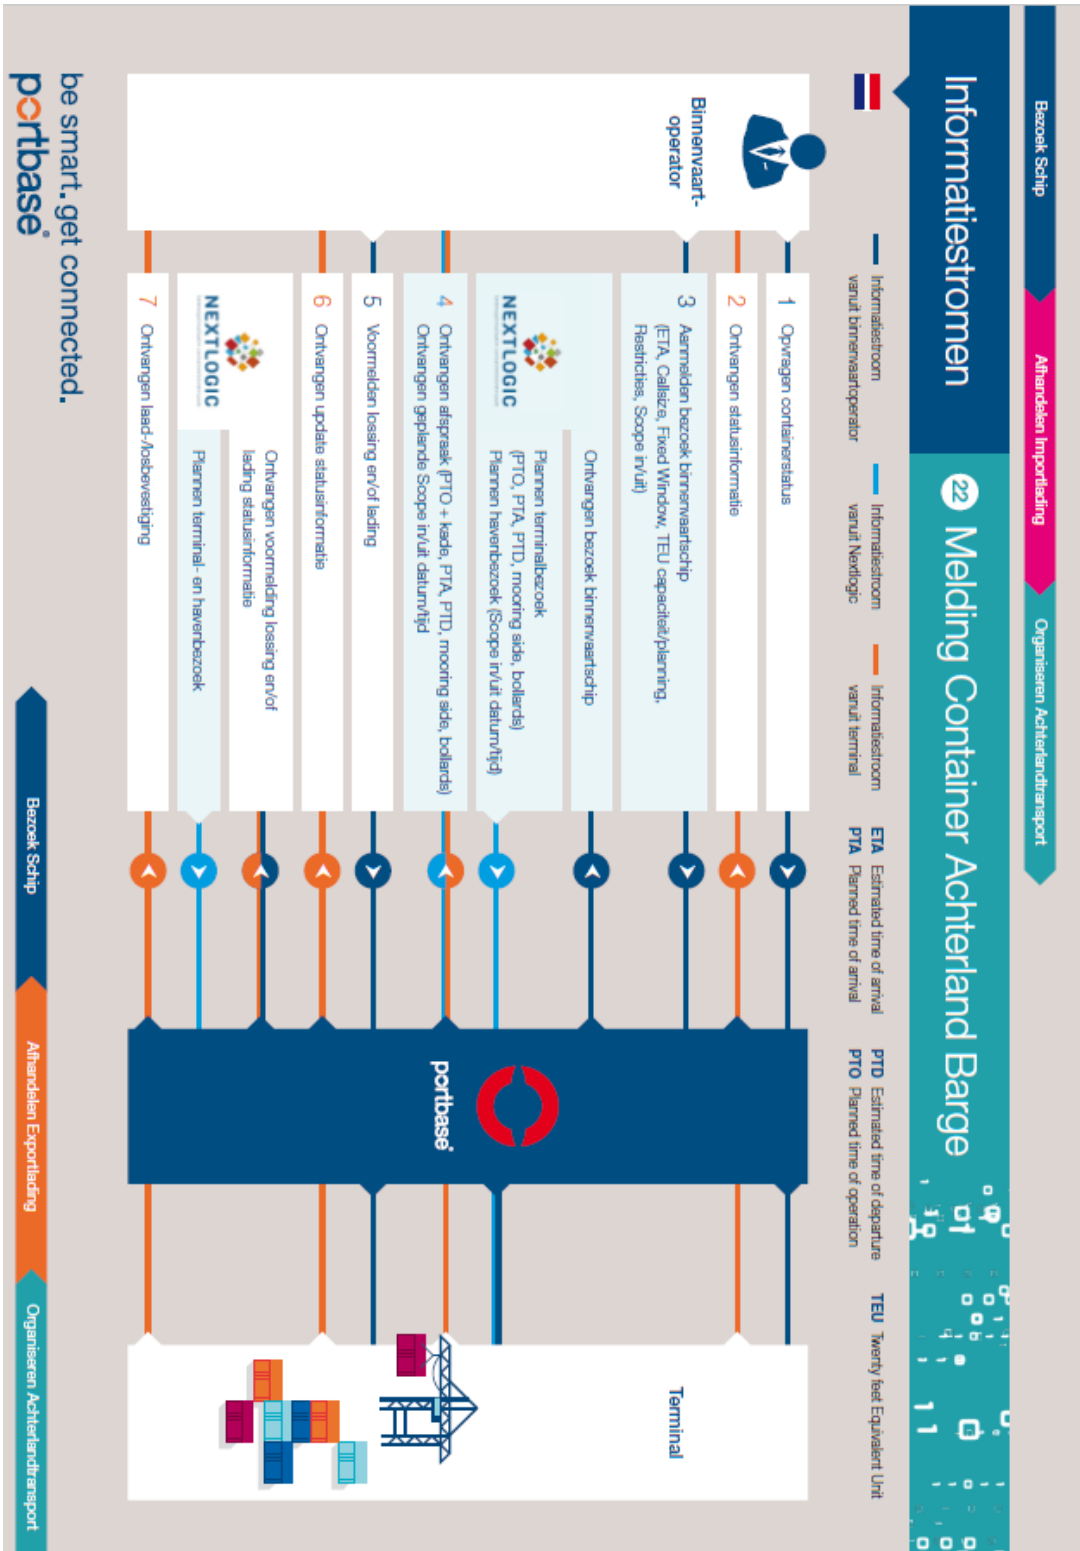 Bezoek Schip
Afhandelen Importlading
Organiseren Achterlandtransport
Informatiestromen
22 Melding Container Achterland Barge
Informatiestroom
vanuit binnenvaartoperator
Informatiestroom
vanuit Nextlogic
Informatiestroom
vanuit terminal
ETA Estimated time of arrival
PTA Planned time of arrival
PTD Estimated time of departure
PTO Planned time of operation
TEU Twenty feet Equivalent Unit
Binnenvaart-
operator
1 Opvragen containerstatus
2 Ontvangen statusinformatie
3 Aanmelden bezoek binnenvaartschip
(ETA, Callsize, Fixed Window, TEU capaciteit/planning,
Restricties, Scope in/uit)
Ontvangen bezoek binnenvaartschip
NEXTLOGIC
Plannen terminalbezoek
(PTO, PTA, PTD, mooring side, bollards)
Plannen havenbezoek (Scope in/uit datum/tijd)
4 Ontvangen afspraak (PTO + kade, PTA, PTD, mooring side, bollards)
Ontvangen geplande Scope in/uit datum/tijd
5 Voormelden lossing en/of lading
6 Ontvangen update statusinformatie
NEXTLOGIC
Ontvangen voormelding lossing en/of
lading statusinformatie
Plannen terminal- en havenbezoek
7 Ontvangen laad-/losbevestiging
portbase
Terminal
be smart. get connected.
portbase
Bezoek Schip
Afhandelen Exportlading
Organiseren Achterlandtransport